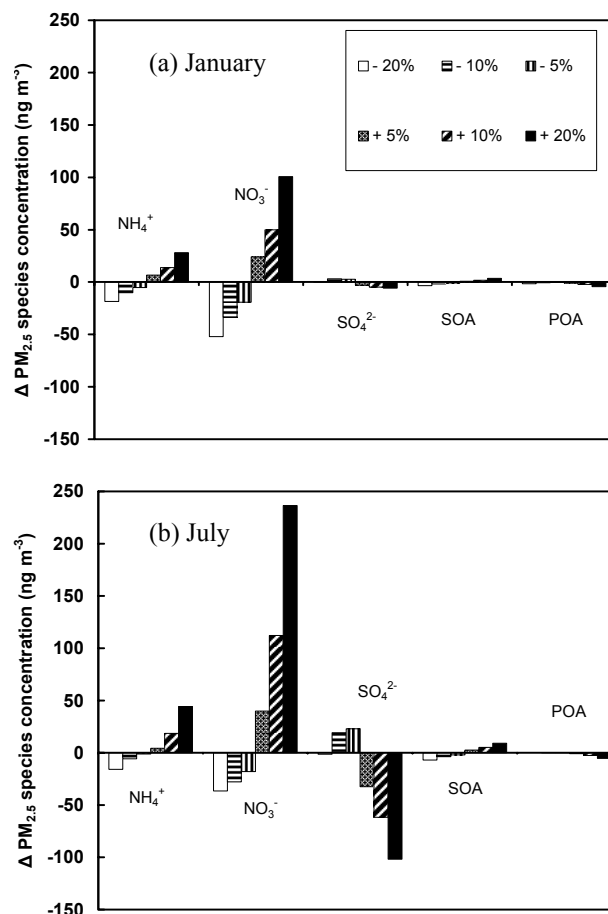 250
200
150
100
50
0
-50
-100
-150
Δ PM2.5 species concentration (ng m⁻³)
(a) January
- 20% - 10% - 5%
+ 5% + 10% + 20%
NH₄⁺
NO₃⁻
SO₄²⁻
SOA
POA
250
200
150
100
50
0
-50
-100
-150
Δ PM2.5 species concentration (ng m⁻³)
(b) July
NH₄⁺
NO₃⁻
SO₄²⁻
SOA
POA